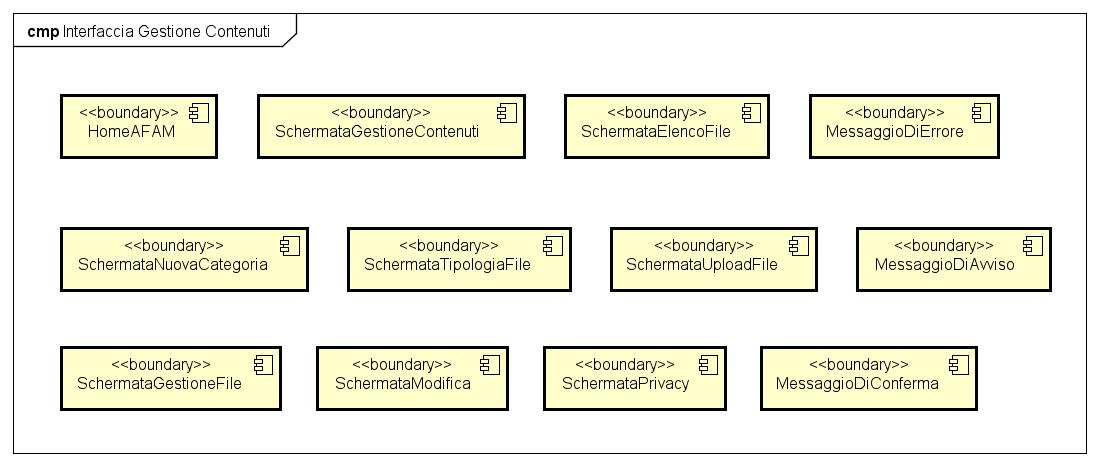 cmp Interfaccia Gestione Contenuti
<<boundary>>
HomeAFAM
<<boundary>>
SchermataGestioneContenuti
<<boundary>>
SchermataElencoFile
<<boundary>>
MessaggioDiErrore
<<boundary>>
SchermataNuovaCategoria
<<boundary>>
SchermataTipologiaFile
<<boundary>>
SchermataUploadFile
<<boundary>>
MessaggioDiAvviso
<<boundary>>
SchermataGestioneFile
<<boundary>>
SchermataModifica
<<boundary>>
SchermataPrivacy
<<boundary>>
MessaggioDiConferma